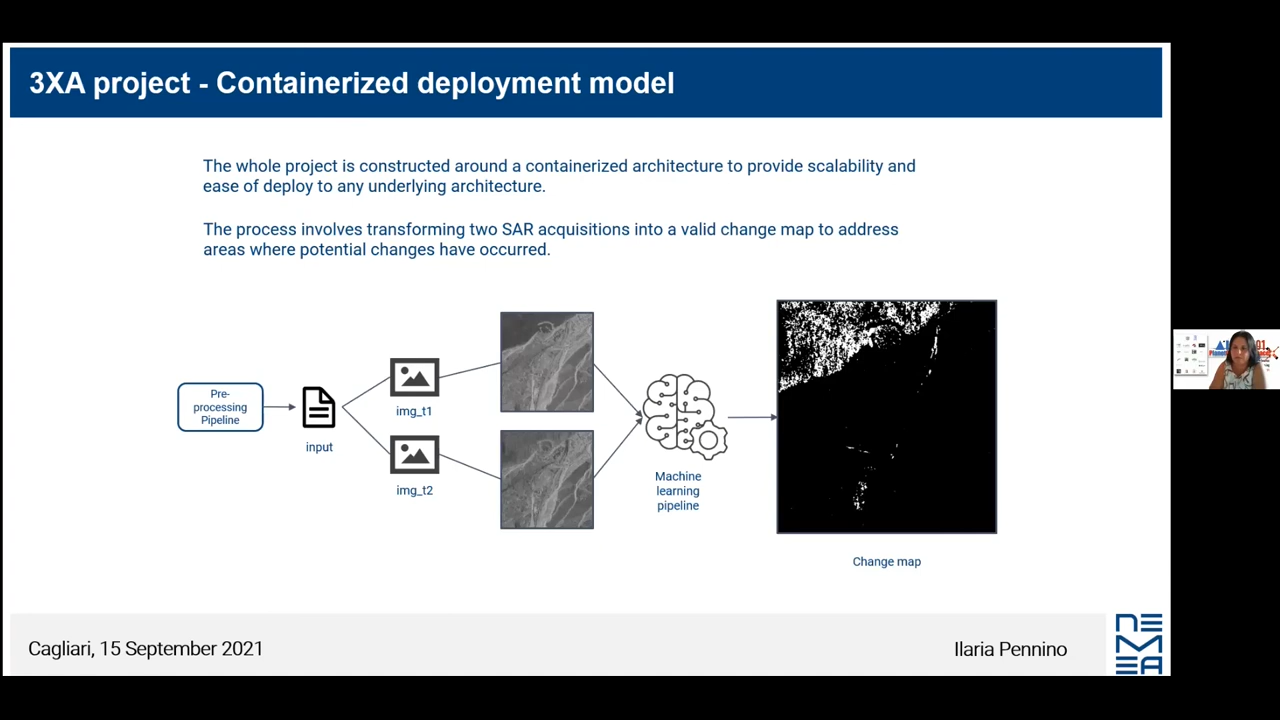 3XA project - Containerized deployment model
The whole project is constructed around a containerized architecture to provide scalability and
ease of deploy to any underlying architecture.
The process involves transforming two SAR acquisitions into a valid change map to address
areas where potential changes have occurred.
Pre-
processing
Pipeline
input
img_t1
img_t2
Machine
learning
pipeline
Change map
Cagliari, 15 September 2021
Ilaria Pennino
NEMEA